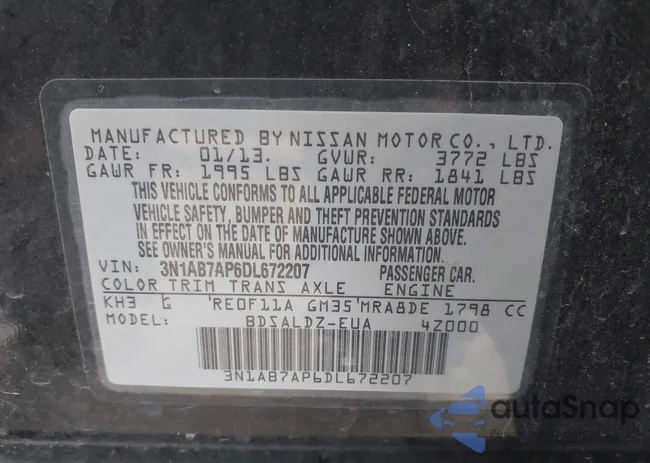 MANUFACTURED BY NISSAN MOTOR CO., LTD.
DATE: 01/13. GVWR: 3772 LBS
GAWR FR: 1995 LBS GAWR RR: 1841 LBS
THIS VEHICLE CONFORMS TO ALL APPLICABLE FEDERAL MOTOR
VEHICLE SAFETY, BUMPER AND THEFT PREVENTION STANDARDS
IN EFFECT ON THE DATE OF MANUFACTURE SHOWN ABOVE.
SEE OWNER'S MANUAL FOR ADDITIONAL INFORMATION.
VIN: 3N1AB7AP6DL672207 PASSENGER CAR.
COLOR TRIM TRANS AXLE ENGINE
KH3 G RE0F11A GM35 MRA8DE 1798 CC
MODEL: BDSALDZ-EUA 4Z000
3N1AB7AP6DL672207
autoSnap